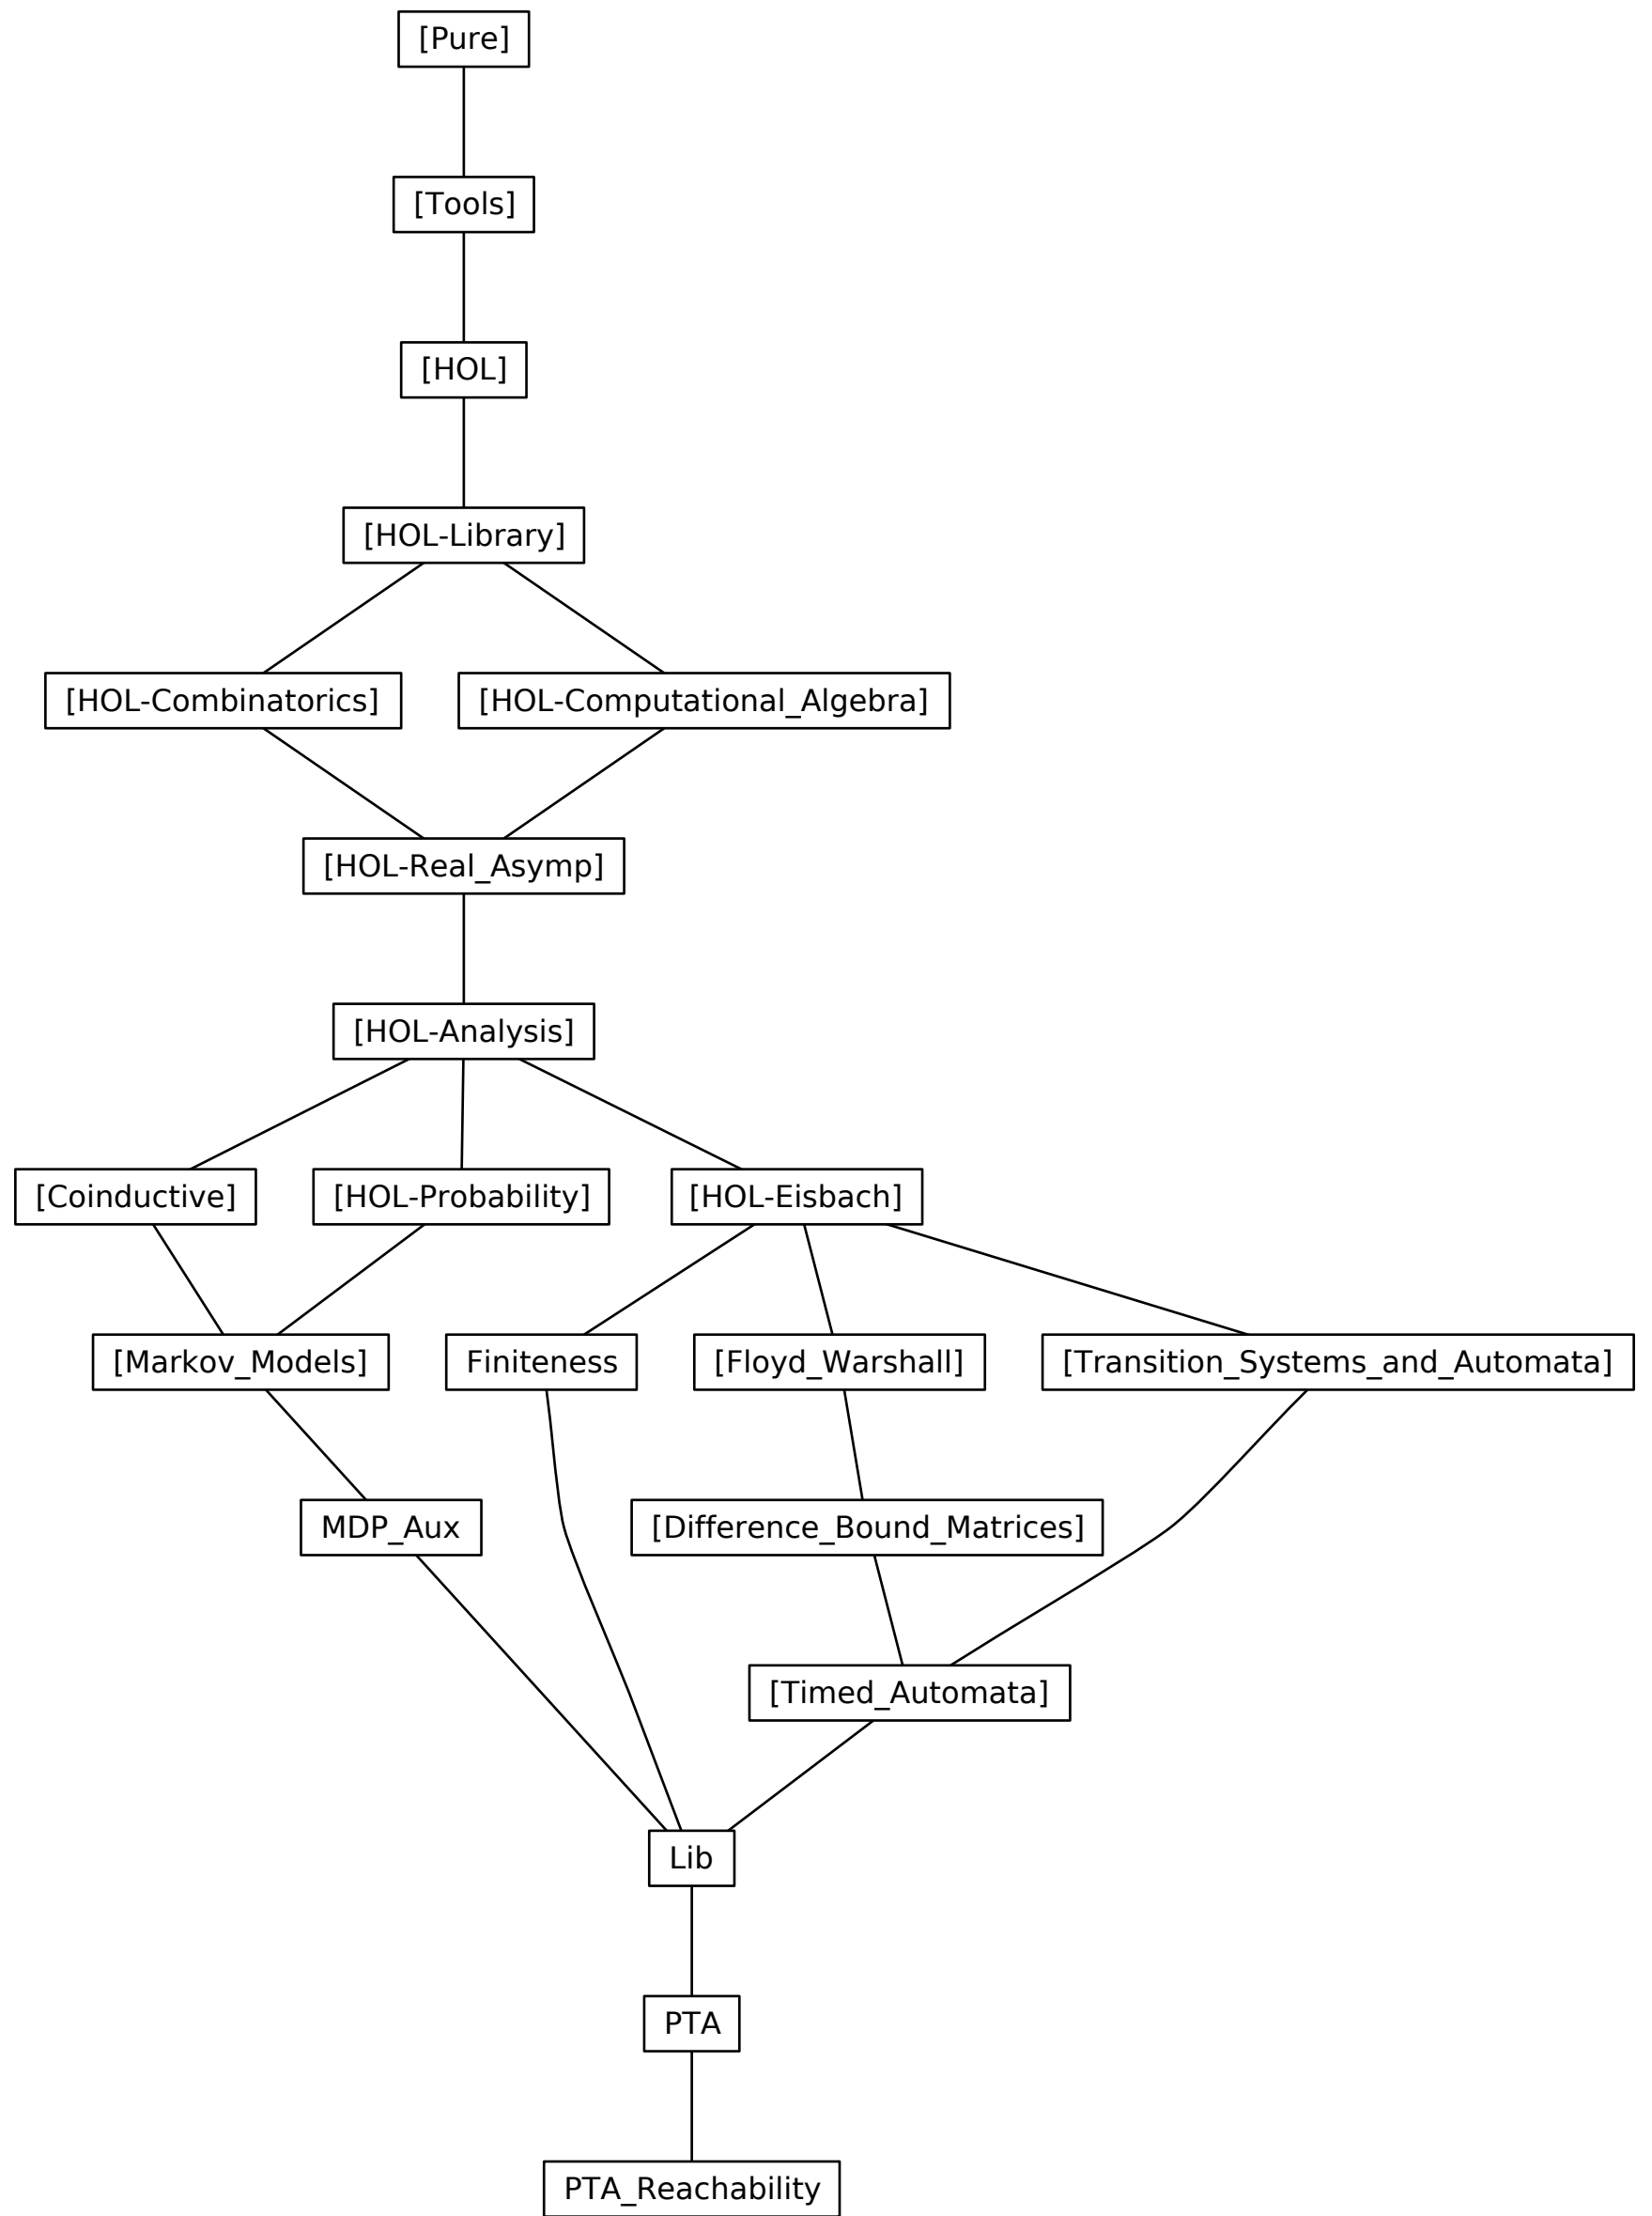 [Pure]
[Tools]
[HOL]
[HOL-Library]
[HOL-Combinatorics]
[HOL-Computational_Algebra]
[HOL-Real_Asymp]
[HOL-Analysis]
[Coinductive]
[HOL-Probability]
[HOL-Eisbach]
[Markov_Models]
Finiteness
[Floyd_Warshall]
[Transition_Systems_and_Automata]
MDP_Aux
[Difference_Bound_Matrices]
[Timed_Automata]
Lib
PTA
PTA_Reachability